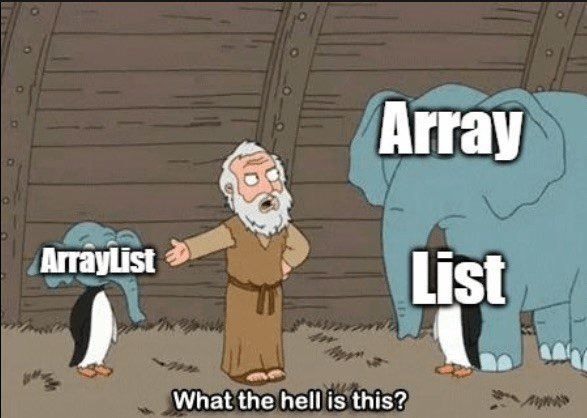 Array
ArrayList
List
What the hell is this?